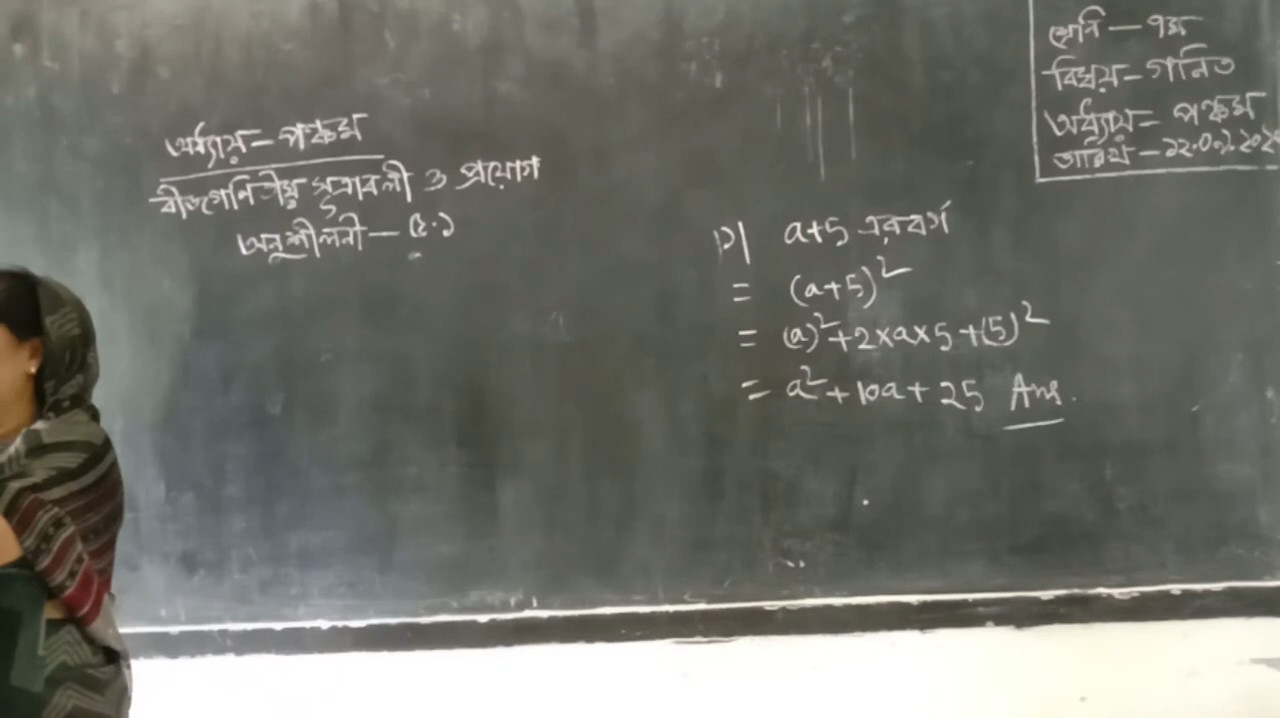 অধ্যায় – পঞ্চম
বীজগণিতীয় সূত্রাবলী ও প্রয়োগ
অনুশীলনী – ৫.১
১। a+5 এর বর্গ
= (a+5)²
= (a)²+2×a×5+(5)²
= a²+10a+25 Ans.
শ্রেনি – ৭ম
বিষয় – গনিত
অধ্যায় – পঞ্চম
তারিখ –